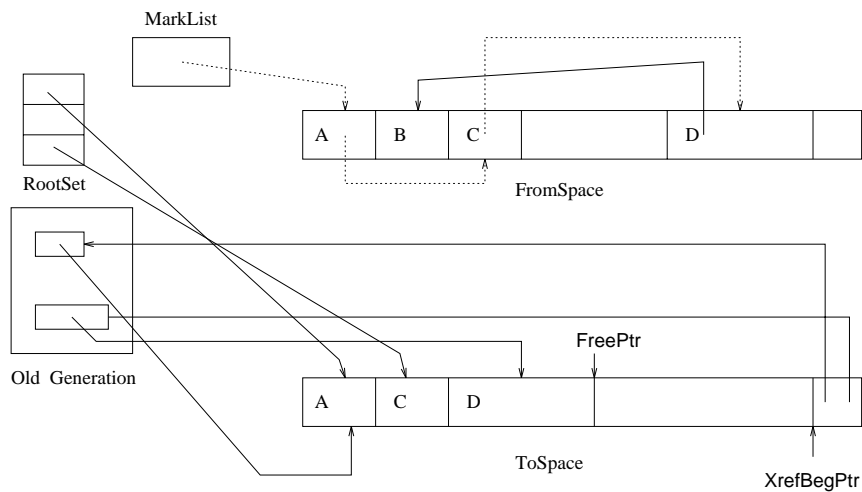 MarkList
A B C D
RootSet
FromSpace
FreePtr
Old Generation
A C D
ToSpace
XrefBegPtr